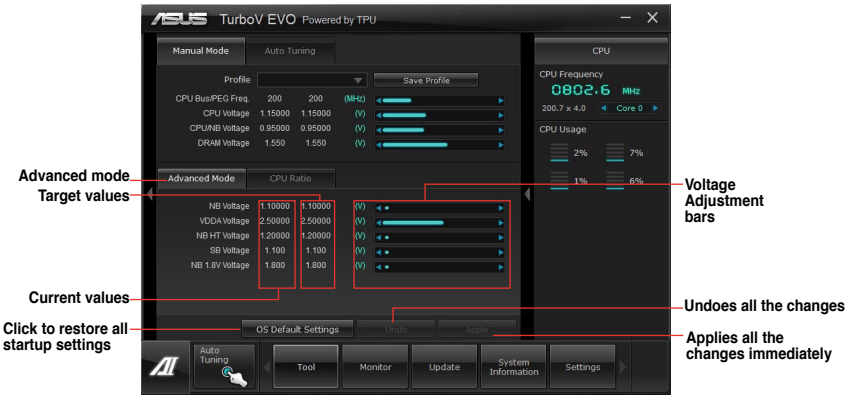 ASUS TurboV EVO Powered by TPU
Manual Mode Auto Tuning
Profile Save Profile
CPU Bus/PEG Freq. 200 200 (MHz)
CPU Voltage 1.15000 1.15000 (V)
CPU/NB Voltage 0.95000 0.95000 (V)
DRAM Voltage 1.550 1.550 (V)
Advanced Mode CPU Ratio
NB Voltage 1.10000 1.10000 (V)
VDDA Voltage 2.50000 2.50000 (V)
NB HT Voltage 1.20000 1.20000 (V)
SB Voltage 1.100 1.100 (V)
NB 1.8V Voltage 1.800 1.800 (V)
OS Default Settings Undo Apply
CPU
CPU Frequency
0802.6 MHz
200.7 x 4.0 Core 0
CPU Usage
2% 7%
1% 6%
Auto
Tuning
Tool Monitor Update System
Information Settings
Advanced mode
Target values
Current values
Click to restore all
startup settings
Voltage
Adjustment
bars
Undoes all the changes
Applies all the
changes immediately